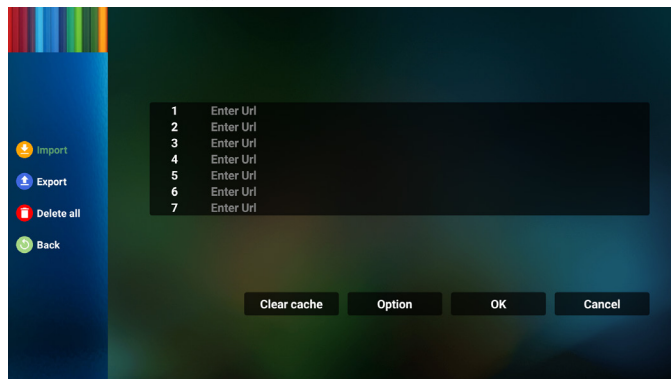 Import
Export
Delete all
Back
1 Enter Url
2 Enter Url
3 Enter Url
4 Enter Url
5 Enter Url
6 Enter Url
7 Enter Url
Clear cache Option OK Cancel